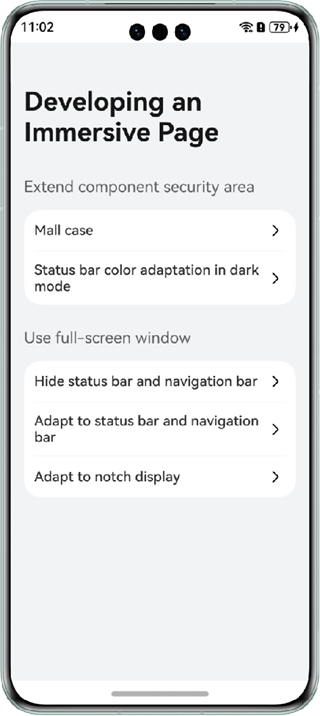 11:02
79
Developing an
Immersive Page
Extend component security area
Mall case
Status bar color adaptation in dark
mode
Use full-screen window
Hide status bar and navigation bar
Adapt to status bar and navigation
bar
Adapt to notch display